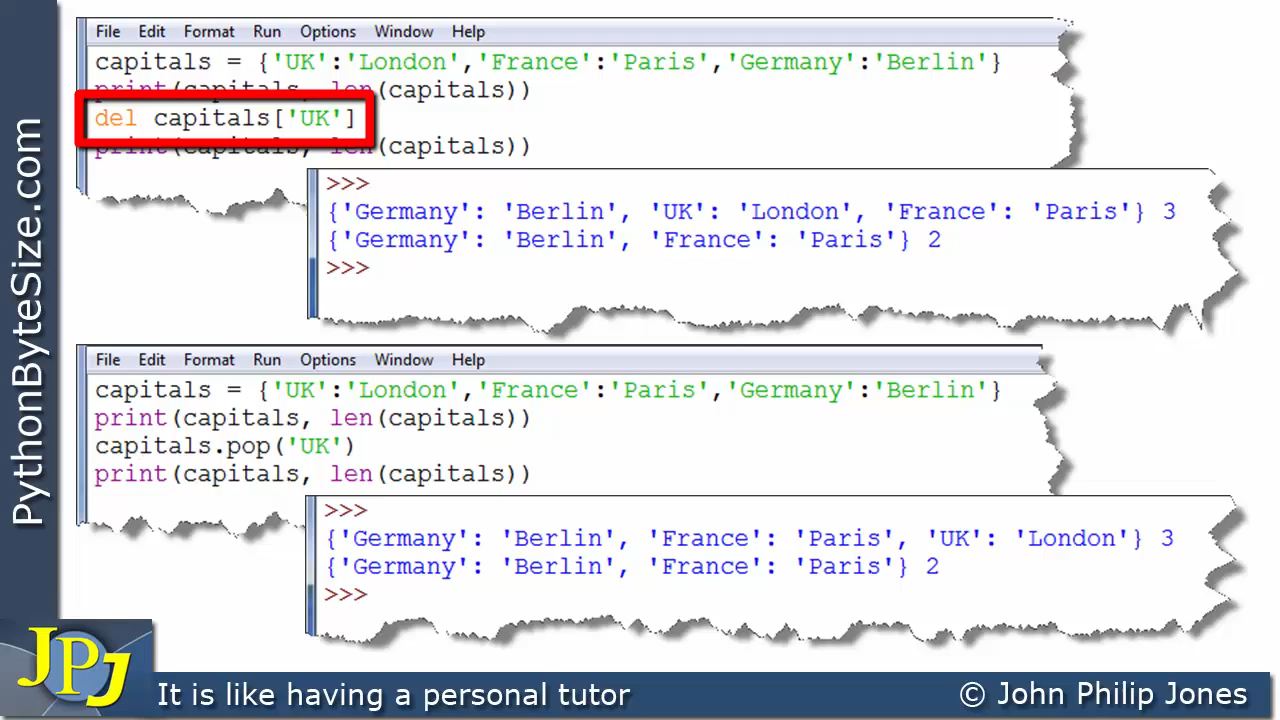 File Edit Format Run Options Window Help
capitals = {'UK':'London','France':'Paris','Germany':'Berlin'}
print(capitals, len(capitals))
del capitals['UK']
print(capitals, len(capitals))
>>>
{'Germany': 'Berlin', 'UK': 'London', 'France': 'Paris'} 3
{'Germany': 'Berlin', 'France': 'Paris'} 2
>>>
File Edit Format Run Options Window Help
capitals = {'UK':'London','France':'Paris','Germany':'Berlin'}
print(capitals, len(capitals))
capitals.pop('UK')
print(capitals, len(capitals))
>>>
{'Germany': 'Berlin', 'France': 'Paris', 'UK': 'London'} 3
{'Germany': 'Berlin', 'France': 'Paris'} 2
>>>
PythonByteSize.com
JPJ
It is like having a personal tutor
© John Philip Jones